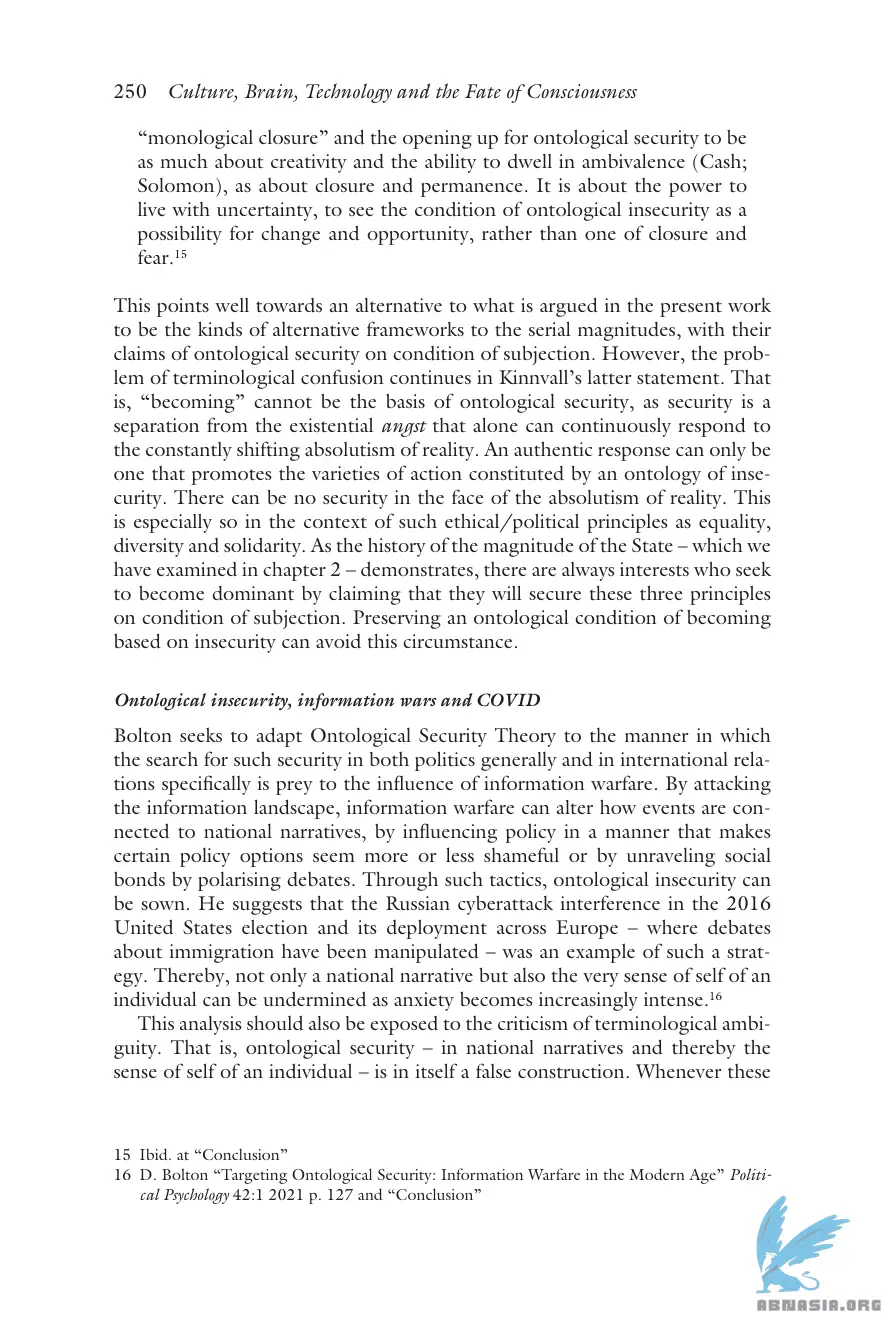 250 Culture, Brain, Technology and the Fate of Consciousness
“monological closure” and the opening up for ontological security to be
as much about creativity and the ability to dwell in ambivalence (Cash;
Solomon), as about closure and permanence. It is about the power to
live with uncertainty, to see the condition of ontological insecurity as a
possibility for change and opportunity, rather than one of closure and
fear.¹⁵
This points well towards an alternative to what is argued in the present work
to be the kinds of alternative frameworks to the serial magnitudes, with their
claims of ontological security on condition of subjection. However, the prob-
lem of terminological confusion continues in Kinnvall’s latter statement. That
is, “becoming” cannot be the basis of ontological security, as security is a
separation from the existential angst that alone can continuously respond to
the constantly shifting absolutism of reality. An authentic response can only be
one that promotes the varieties of action constituted by an ontology of inse-
curity. There can be no security in the face of the absolutism of reality. This
is especially so in the context of such ethical/political principles as equality,
diversity and solidarity. As the history of the magnitude of the State – which we
have examined in chapter 2 – demonstrates, there are always interests who seek
to become dominant by claiming that they will secure these three principles
on condition of subjection. Preserving an ontological condition of becoming
based on insecurity can avoid this circumstance.
Ontological insecurity, information wars and COVID
Bolton seeks to adapt Ontological Security Theory to the manner in which
the search for such security in both politics generally and in international rela-
tions specifically is prey to the influence of information warfare. By attacking
the information landscape, information warfare can alter how events are con-
nected to national narratives, by influencing policy in a manner that makes
certain policy options seem more or less shameful or by unraveling social
bonds by polarising debates. Through such tactics, ontological insecurity can
be sown. He suggests that the Russian cyberattack interference in the 2016
United States election and its deployment across Europe – where debates
about immigration have been manipulated – was an example of such a strat-
egy. Thereby, not only a national narrative but also the very sense of self of an
individual can be undermined as anxiety becomes increasingly intense.¹⁶
This analysis should also be exposed to the criticism of terminological ambi-
guity. That is, ontological security – in national narratives and thereby the
sense of self of an individual – is in itself a false construction. Whenever these
15 Ibid. at “Conclusion”
16 D. Bolton “Targeting Ontological Security: Information Warfare in the Modern Age” Politi-
cal Psychology 42:1 2021 p. 127 and “Conclusion”
ABNASIA.ORG